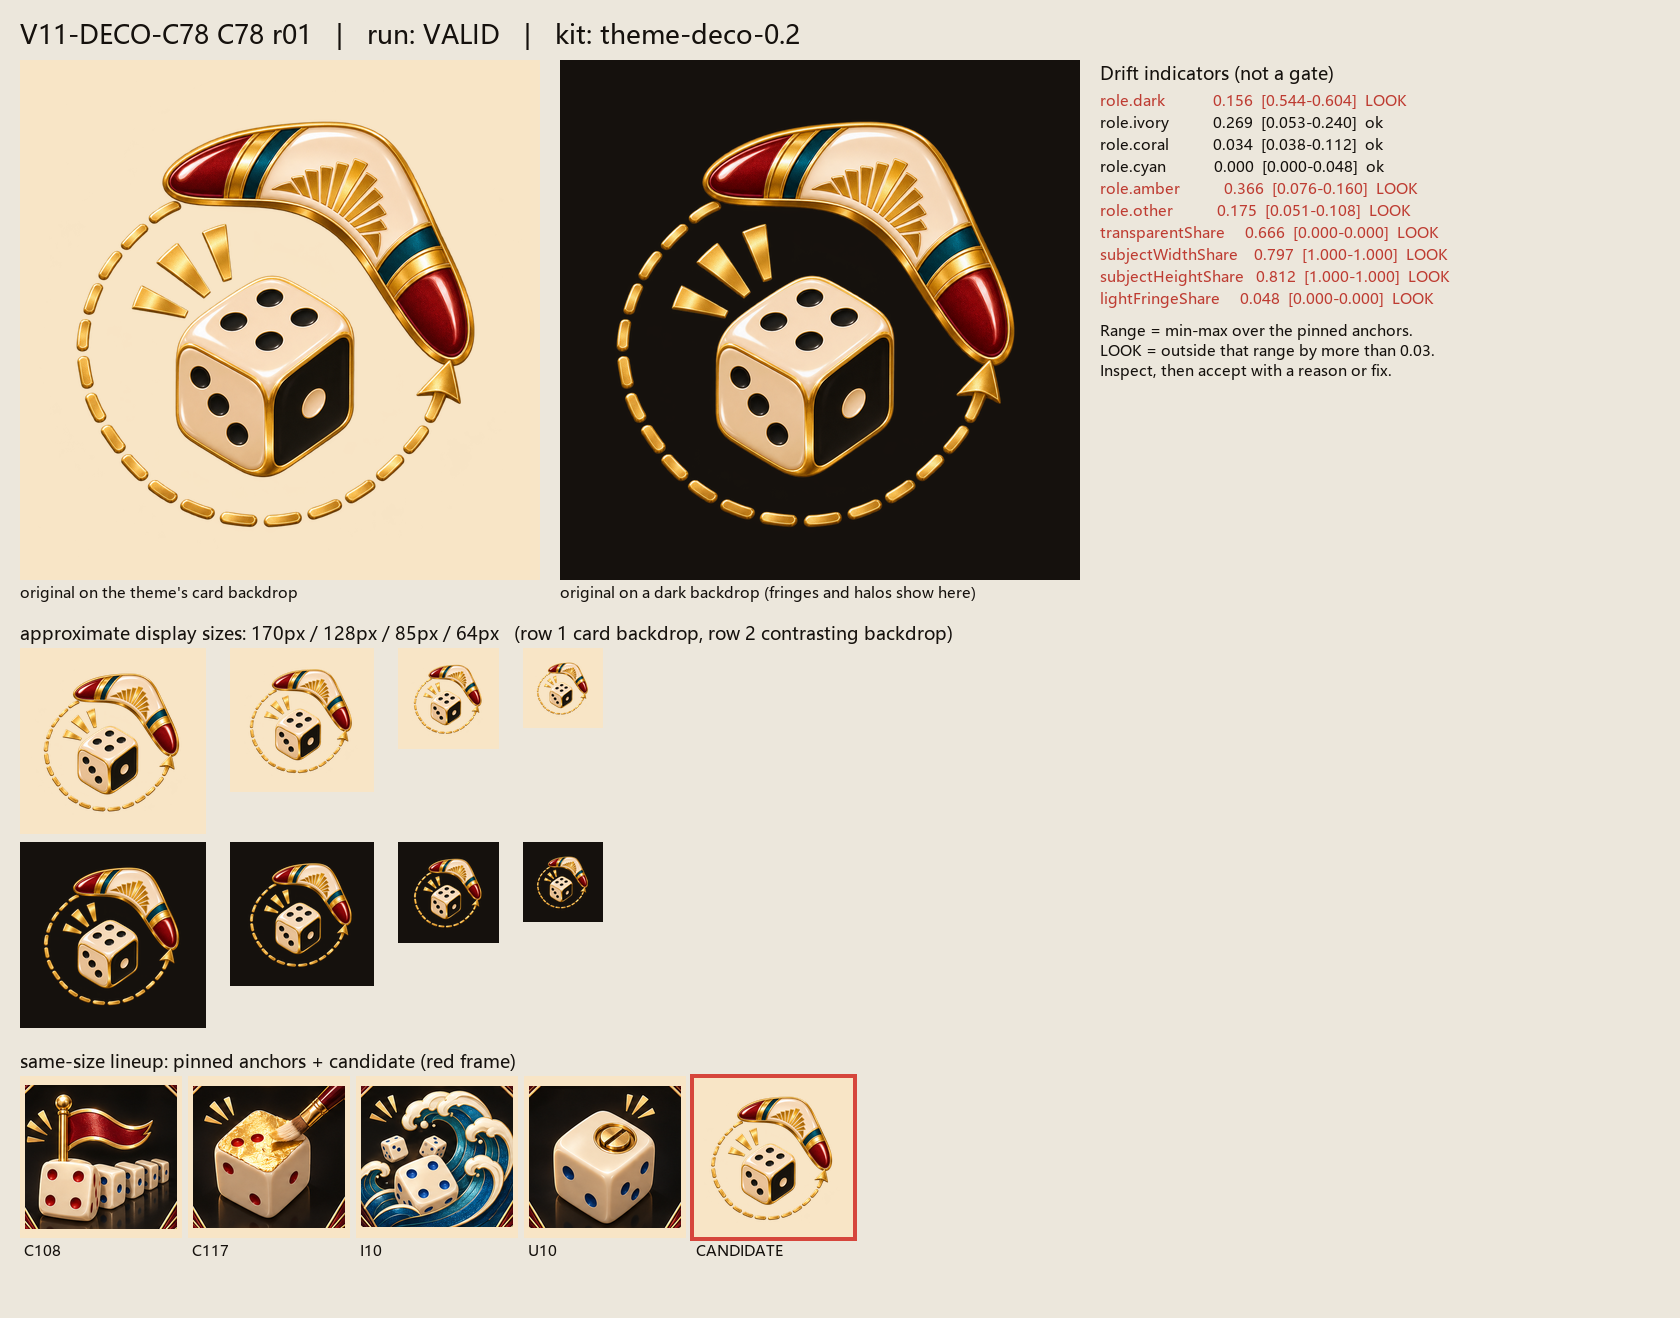 V11-DECO-C78 C78 r01 | run: VALID | kit: theme-deco-0.2
Drift indicators (not a gate)
role.dark 0.156 [0.544-0.604] LOOK
role.ivory 0.269 [0.053-0.240] ok
role.coral 0.034 [0.038-0.112] ok
role.cyan 0.000 [0.000-0.048] ok
role.amber 0.366 [0.076-0.160] LOOK
role.other 0.175 [0.051-0.108] LOOK
transparentShare 0.666 [0.000-0.000] LOOK
subjectWidthShare 0.797 [1.000-1.000] LOOK
subjectHeightShare 0.812 [1.000-1.000] LOOK
lightFringeShare 0.048 [0.000-0.000] LOOK
Range = min-max over the pinned anchors.
LOOK = outside that range by more than 0.03.
Inspect, then accept with a reason or fix.
original on the theme's card backdrop
original on a dark backdrop (fringes and halos show here)
approximate display sizes: 170px / 128px / 85px / 64px (row 1 card backdrop, row 2 contrasting backdrop)
same-size lineup: pinned anchors + candidate (red frame)
C108
C117
I10
U10
CANDIDATE